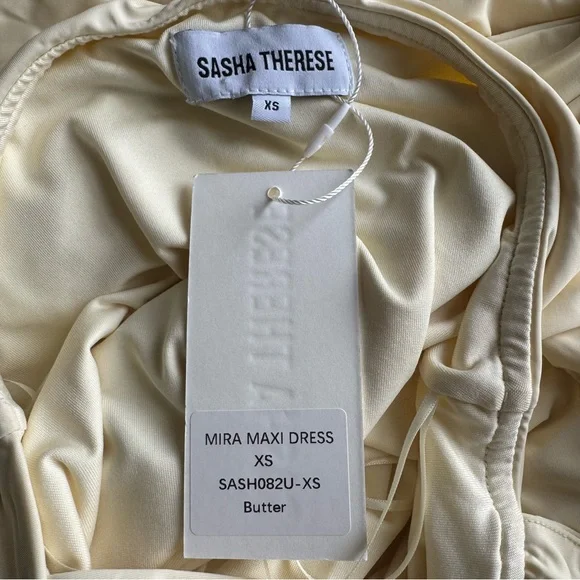 SASHA THERESE
XS
MIRA MAXI DRESS
XS
SASH082U-XS
Butter